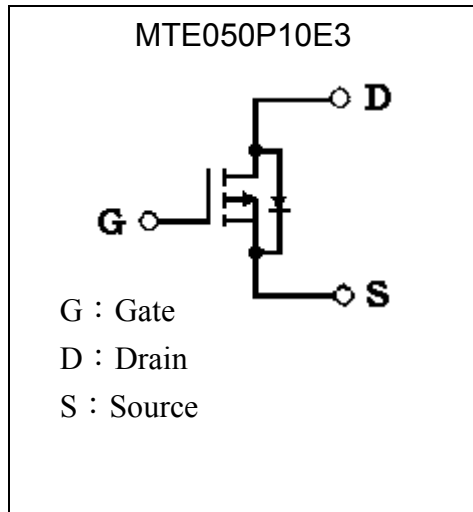 MTE050P10E3
D
G
S
G：Gate
D：Drain
S：Source